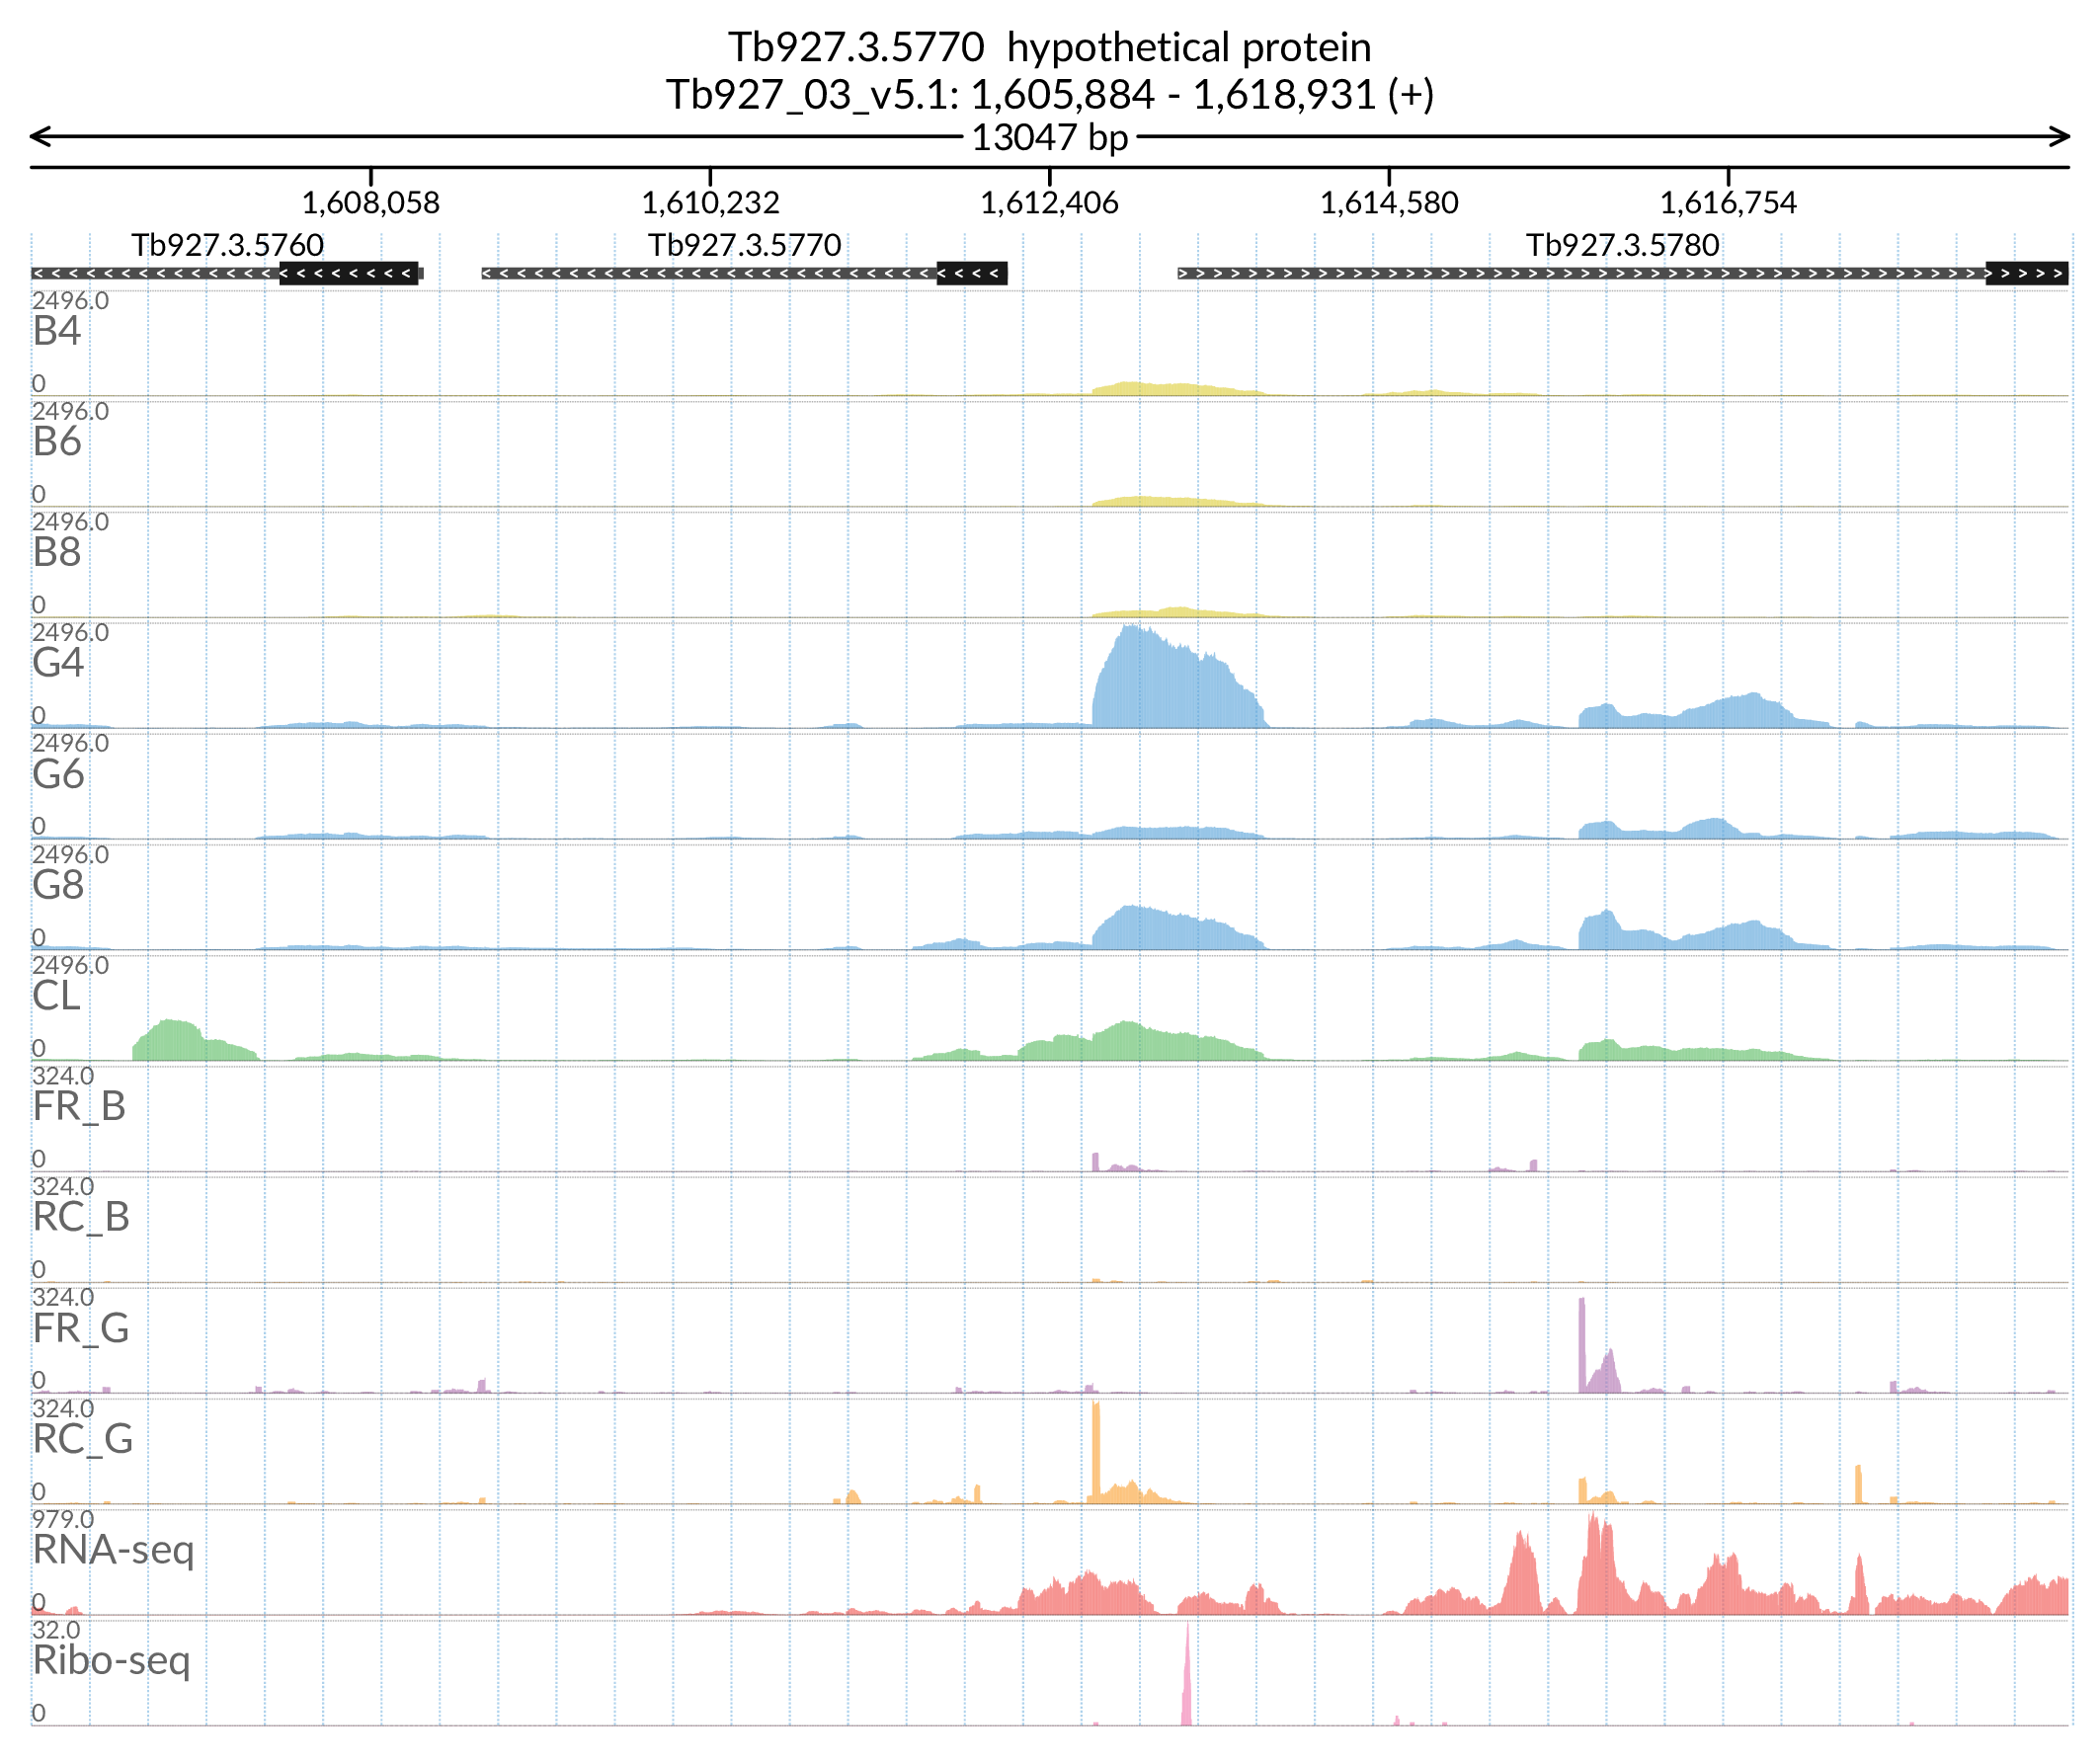 Tb927.3.5770 hypothetical protein
Tb927_03_v5.1: 1,605,884 - 1,618,931 (+)
13047 bp
1,608,058 1,610,232 1,612,406 1,614,580 1,616,754
Tb927.3.5760 Tb927.3.5770 Tb927.3.5780
2496.0
B4
0
2496.0
B6
0
2496.0
B8
0
2496.0
G4
0
2496.0
G6
0
2496.0
G8
0
2496.0
CL
0
324.0
FR_B
0
324.0
RC_B
0
324.0
FR_G
0
324.0
RC_G
0
979.0
RNA-seq
0
32.0
Ribo-seq
0